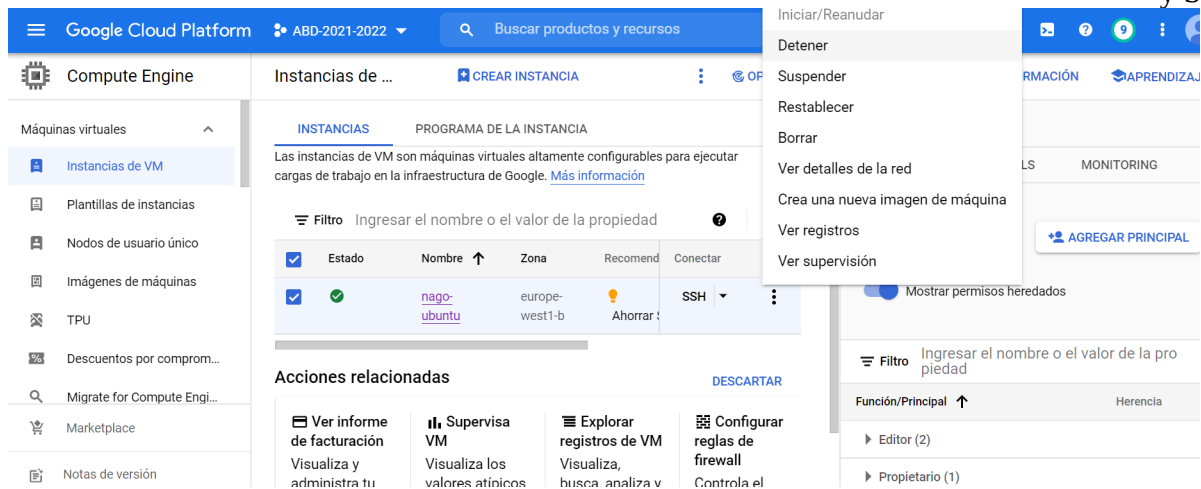 Google Cloud Platform
ABD-2021-2022
Buscar productos y recursos
9
Compute Engine
Instancias de ...
CREAR INSTANCIA
OP
RMACIÓN
APRENDIZAJ
Iniciar/Reanudar
Detener
Suspender
Restablecer
Borrar
Ver detalles de la red
Crea una nueva imagen de máquina
Ver registros
Ver supervisión
Máquinas virtuales
Instancias de VM
Plantillas de instancias
Nodos de usuario único
Imágenes de máquinas
TPU
Descuentos por comprom...
Migrate for Compute Engi...
Marketplace
Notas de versión
INSTANCIAS
PROGRAMA DE LA INSTANCIA
Las instancias de VM son máquinas virtuales altamente configurables para ejecutar
cargas de trabajo en la infraestructura de Google. Más información
Filtro Ingresar el nombre o el valor de la propiedad
Estado Nombre Zona Recomend Conectar
nago-
ubuntu
europe-
west1-b
Ahorrar
SSH
Acciones relacionadas
DESCARTAR
Ver informe
de facturación
Visualiza y
administra tu
Supervisa
VM
Visualiza los
valores atípicos
Explorar
registros de VM
Visualiza,
busca, analiza y
Configurar
reglas de
firewall
Controla el
LS
MONITORING
AGREGAR PRINCIPAL
Mostrar permisos heredados
Filtro Ingresar el nombre o el valor de la pro
piedad
Función/Principal Herencia
Editor (2)
Propietario (1)